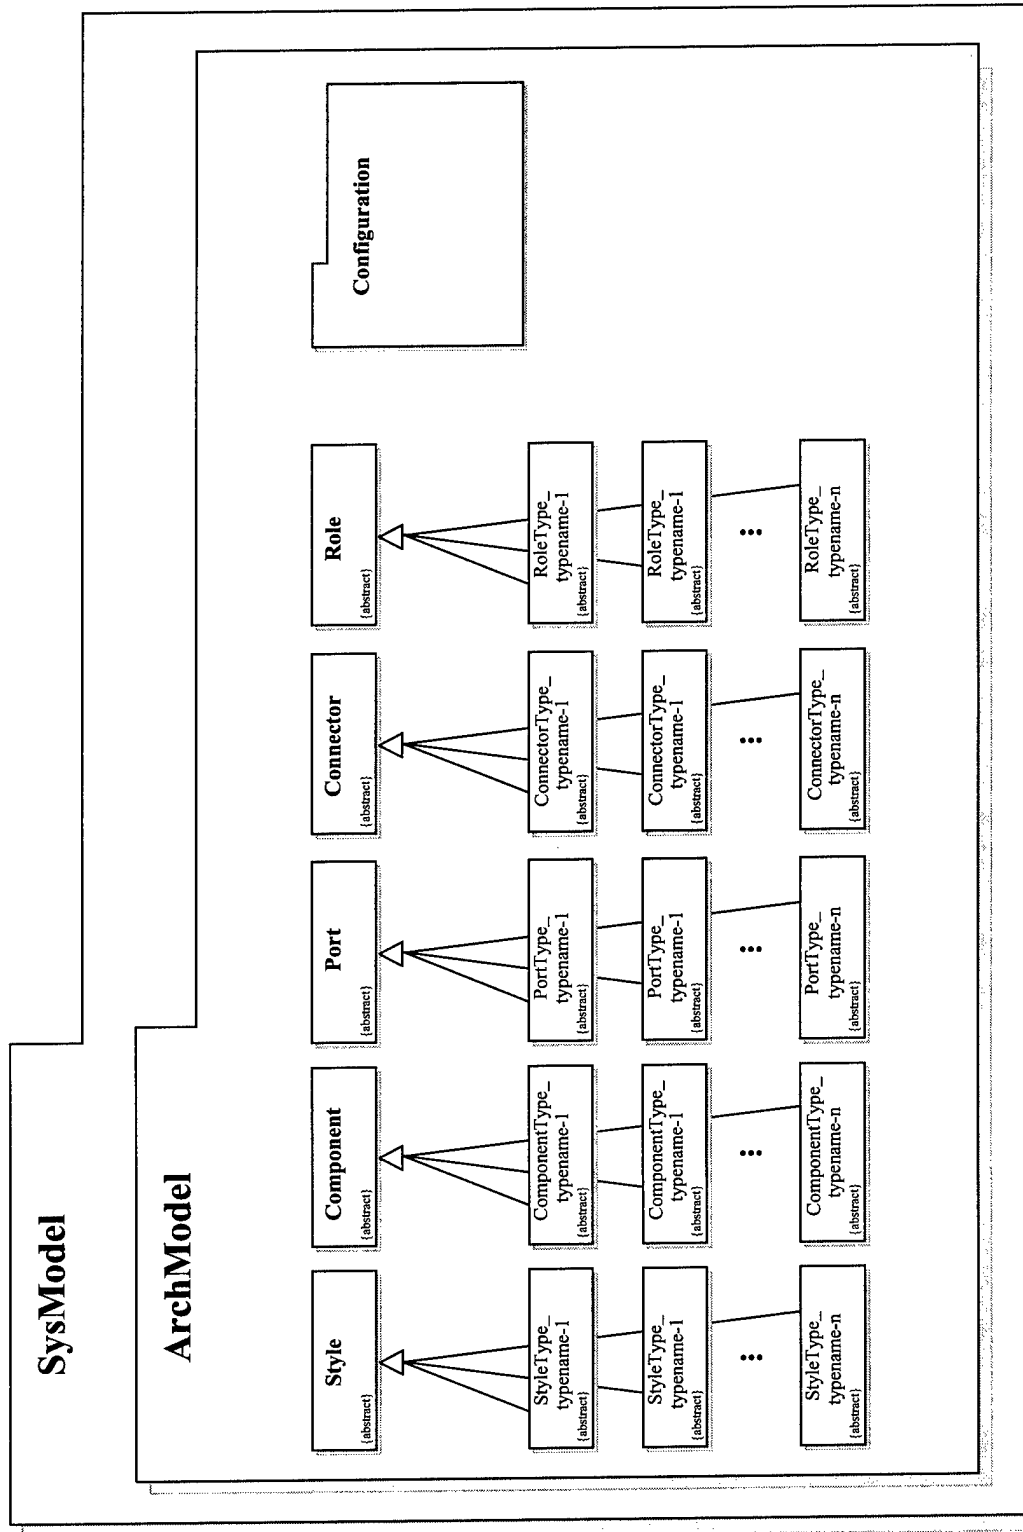 SysModel
ArchModel
Style
{abstract}
Component
{abstract}
Port
{abstract}
Connector
{abstract}
Role
{abstract}
Configuration
StyleType_
typename-1
{abstract}
ComponentType_
typename-1
{abstract}
PortType_
typename-1
{abstract}
ConnectorType_
typename-1
{abstract}
RoleType_
typename-1
{abstract}
StyleType_
typename-1
{abstract}
ComponentType_
typename-1
{abstract}
PortType_
typename-1
{abstract}
ConnectorType_
typename-1
{abstract}
RoleType_
typename-1
{abstract}
StyleType_
typename-n
{abstract}
ComponentType_
typename-n
{abstract}
PortType_
typename-n
{abstract}
ConnectorType_
typename-n
{abstract}
RoleType_
typename-n
{abstract}